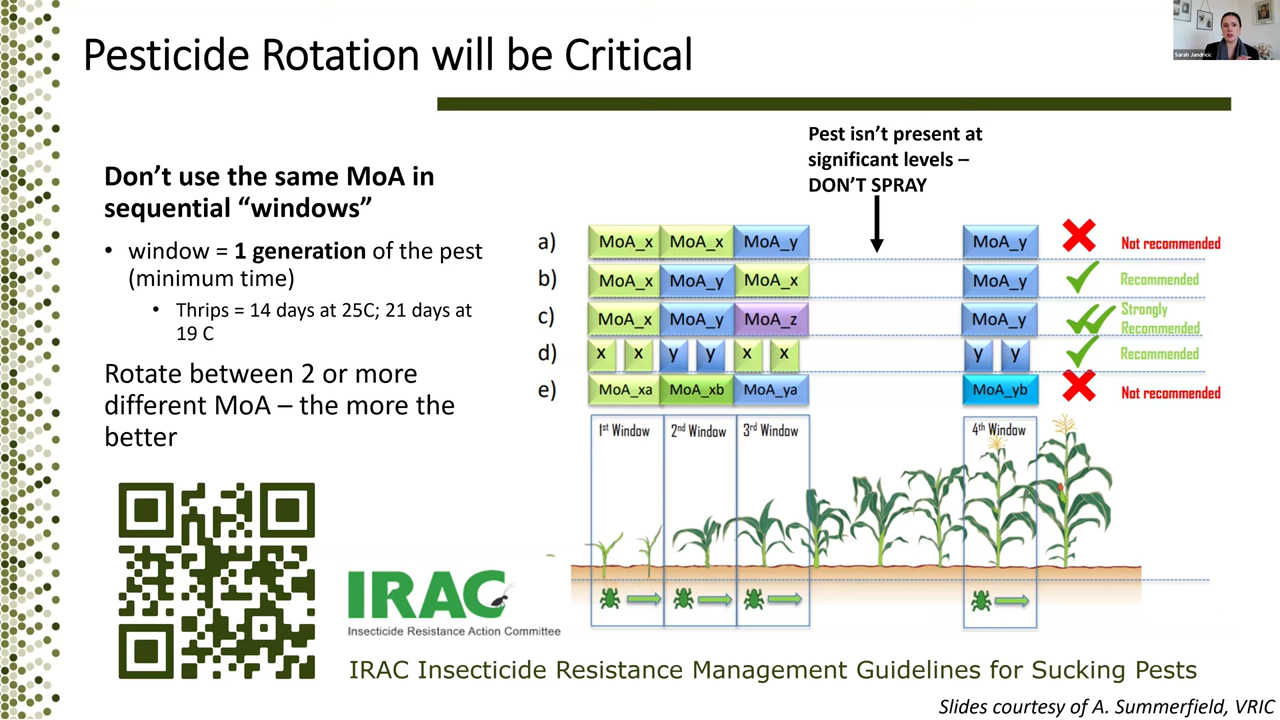 Pesticide Rotation will be Critical
Sarah Jandricic
Don’t use the same MoA in
sequential “windows”
• window = 1 generation of the pest
(minimum time)
• Thrips = 14 days at 25C; 21 days at
19 C
Rotate between 2 or more
different MoA – the more the
better
Pest isn’t present at
significant levels –
DON’T SPRAY
a) MoA_x MoA_x MoA_y MoA_y Not recommended
b) MoA_x MoA_y MoA_x MoA_y Recommended
c) MoA_x MoA_y MoA_z MoA_y Strongly
Recommended
d) x x y y x x y y Recommended
e) MoA_xa MoA_xb MoA_ya MoA_yb Not recommended
1st Window 2nd Window 3rd Window 4th Window
IRAC
Insecticide Resistance Action Committee
IRAC Insecticide Resistance Management Guidelines for Sucking Pests
Slides courtesy of A. Summerfield, VRIC